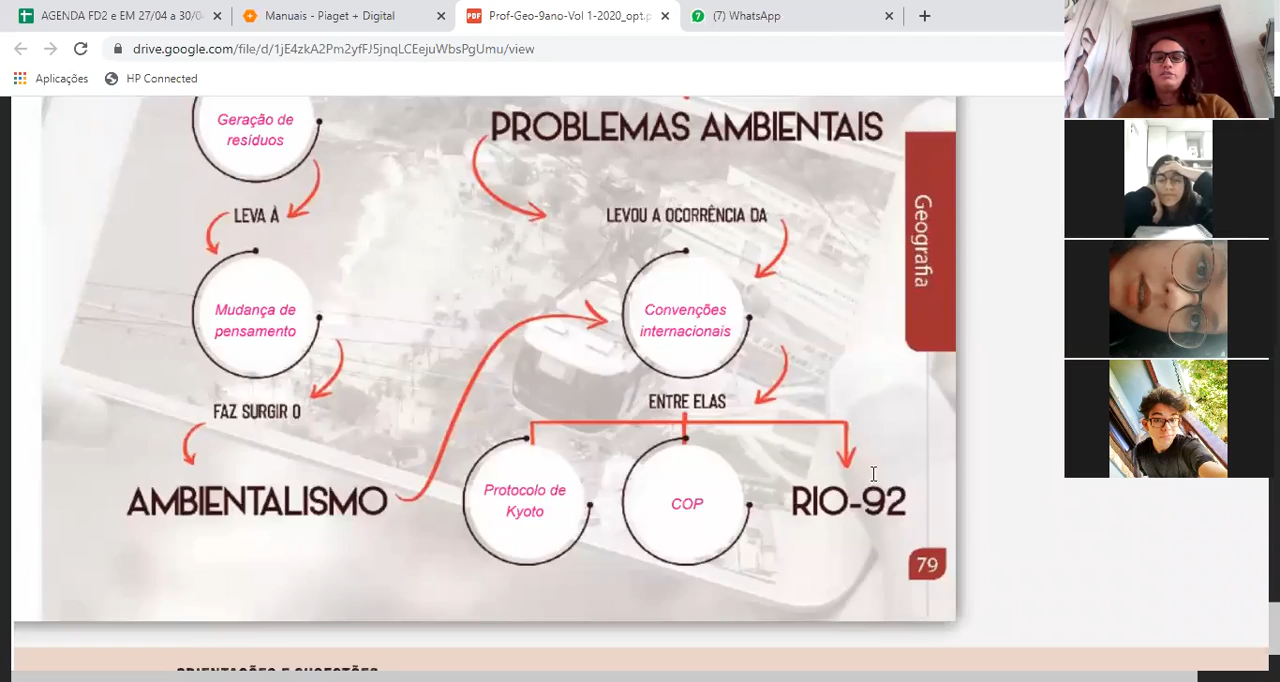 AGENDA FD2 e EM 27/04 a 30/0
Manuais - Piaget + Digital
Prof-Geo-9ano-Vol 1-2020_opt.p
(7) WhatsApp
drive.google.com/file/d/1jE4zkA2Pm2yfFJ5jnqLCEejuWbsPgUmu/view
Aplicações
HP Connected
Geração de
resíduos
PROBLEMAS AMBIENTAIS
LEVA À
LEVOU A OCORRÊNCIA DA
Geografia
Mudança de
pensamento
Convenções
internacionais
FAZ SURGIR O
ENTRE ELAS
AMBIENTALISMO
Protocolo de
Kyoto
COP
RIO-92
79
ORIENTAÇÕES E SUGESTÕES